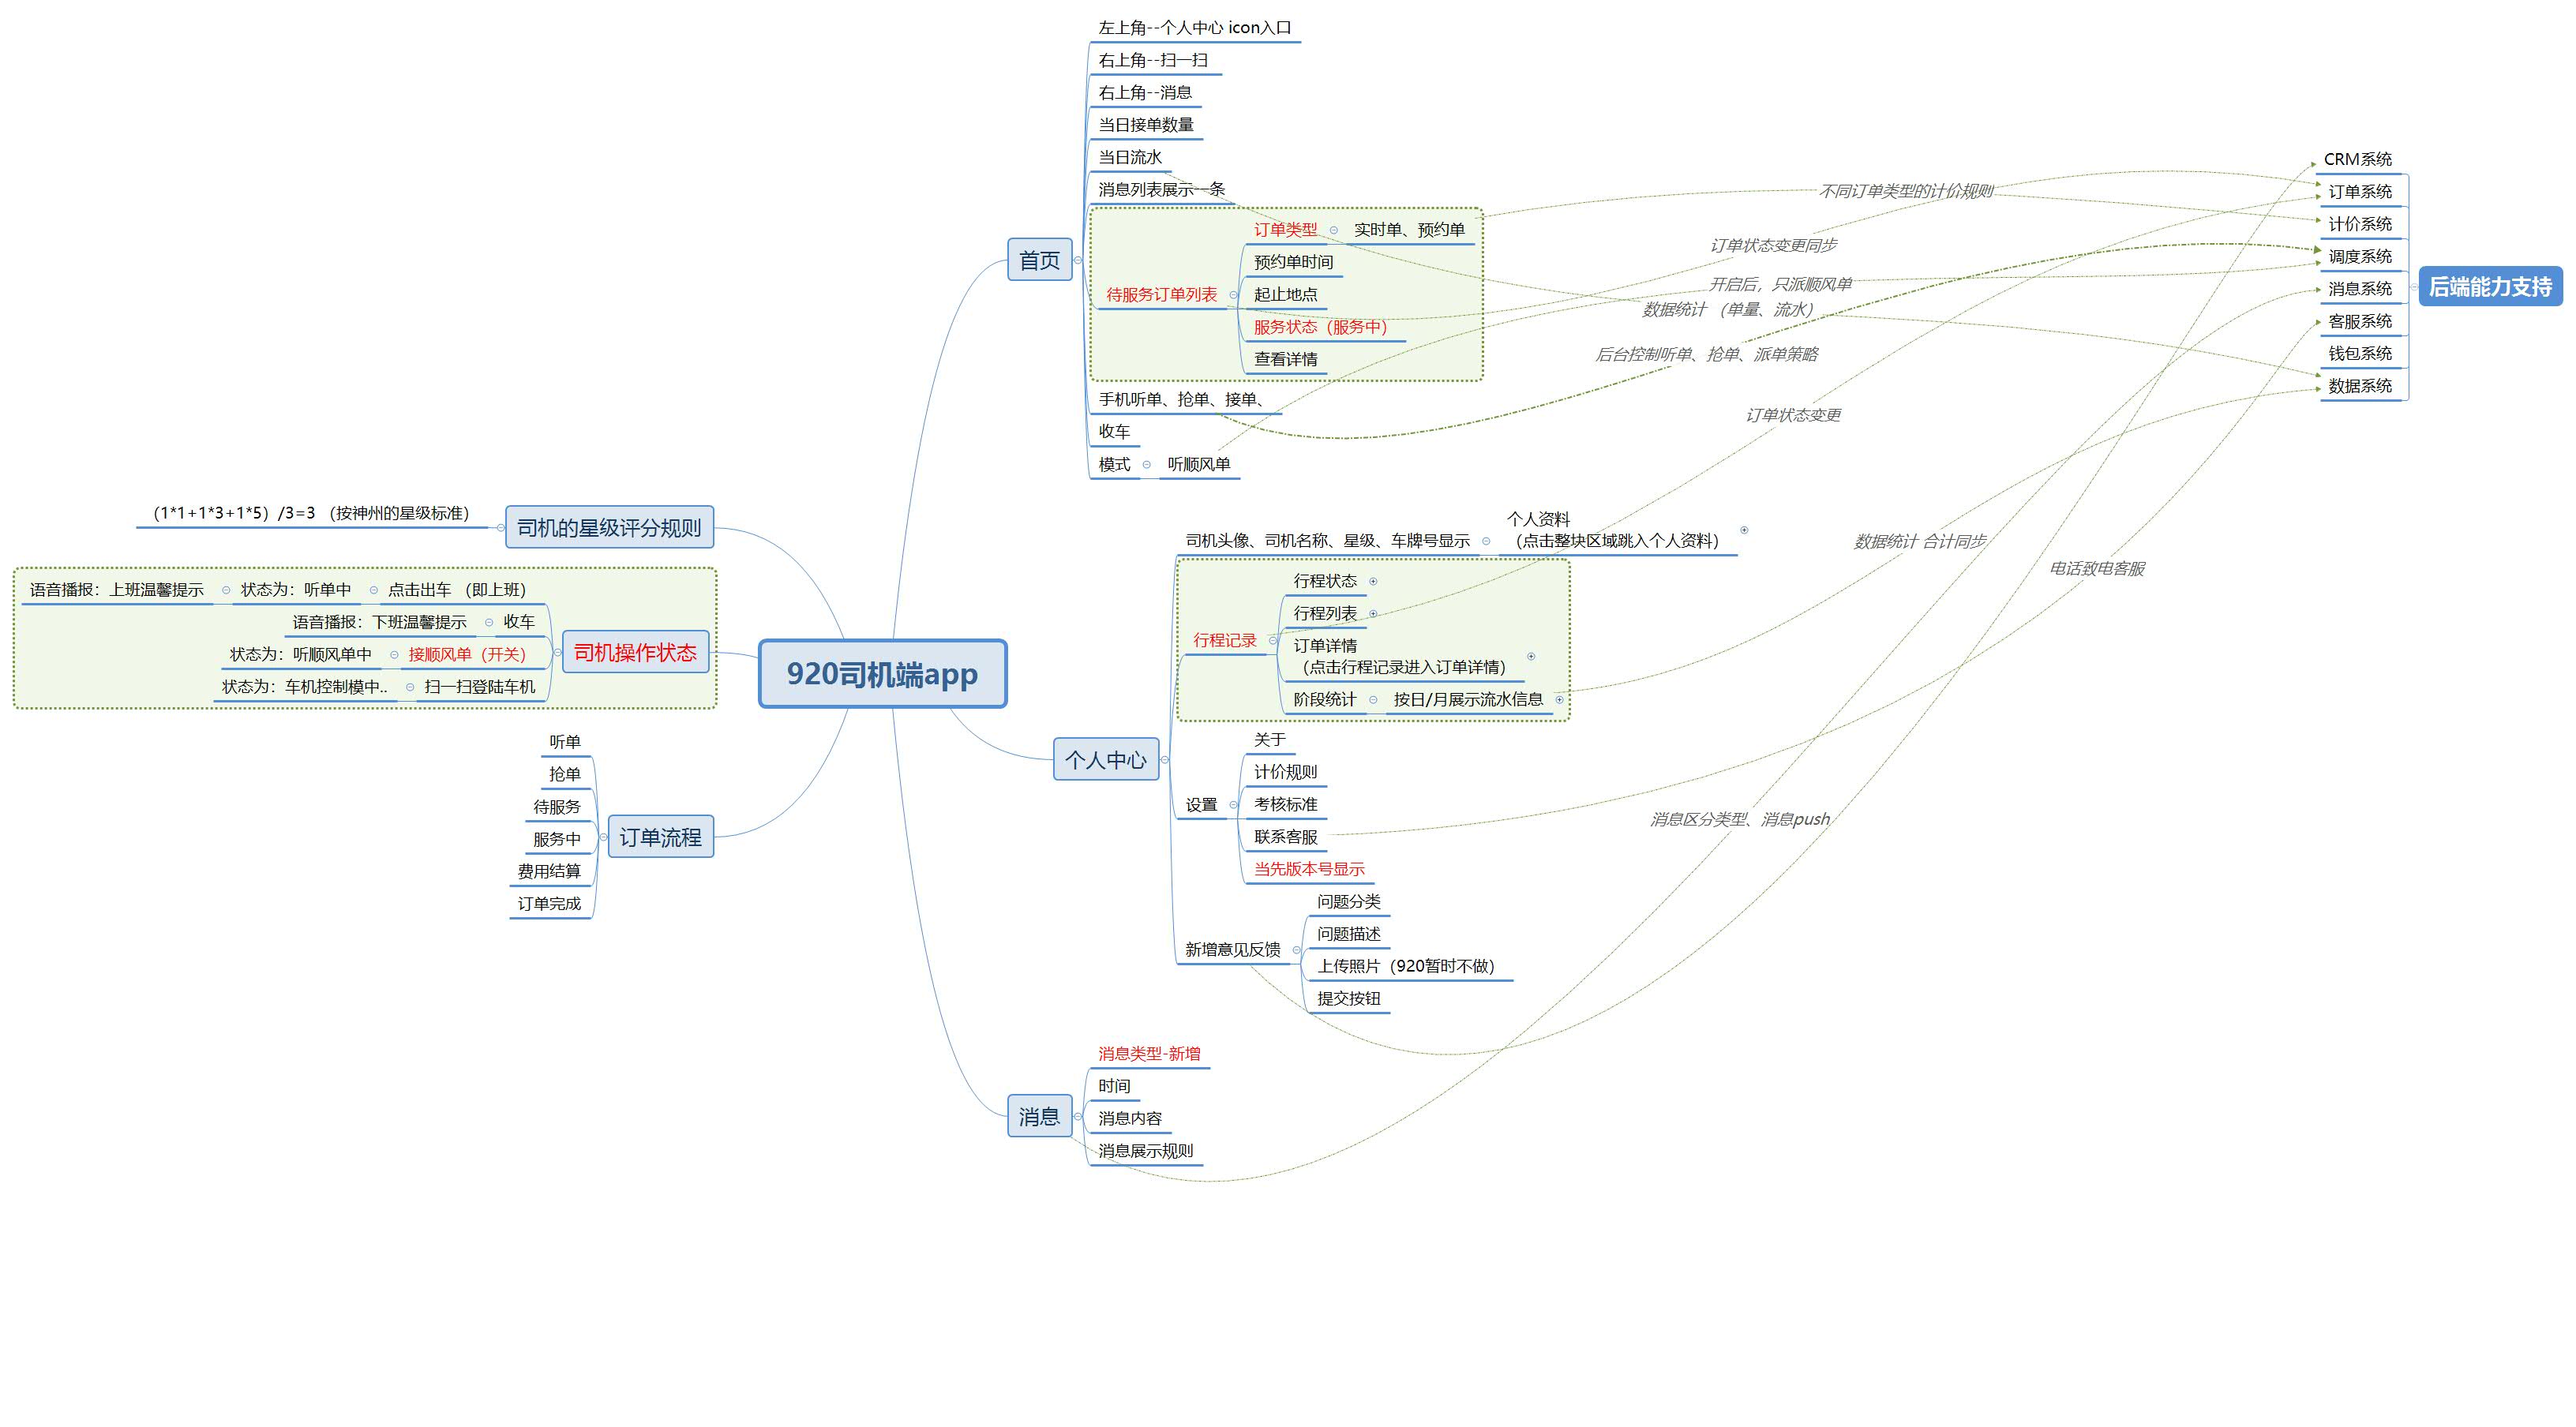 920司机端app
首页
左上角--个人中心 icon入口
右上角--扫一扫
右上角--消息
当日接单数量
当日流水
消息列表展示一条
待服务订单列表
订单类型
实时单、预约单
预约单时间
起止地点
服务状态（服务中）
查看详情
手机听单、抢单、接单、
收车
模式
听顺风单
个人中心
司机头像、司机名称、星级、车牌号显示
个人资料
（点击整块区域跳入个人资料）
行程记录
行程状态
行程列表
订单详情
（点击行程记录进入订单详情）
阶段统计
按日/月展示流水信息
设置
关于
计价规则
考核标准
联系客服
当先版本号显示
新增意见反馈
问题分类
问题描述
上传照片（920暂时不做）
提交按钮
消息
消息类型-新增
时间
消息内容
消息展示规则
司机的星级评分规则
（1*1+1*3+1*5）/3=3 （按神州的星级标准）
司机操作状态
点击出车 （即上班）
状态为：听单中
语音播报：上班温馨提示
收车
语音播报：下班温馨提示
接顺风单（开关）
状态为：听顺风单中
扫一扫登陆车机
状态为：车机控制模中..
订单流程
听单
抢单
待服务
服务中
费用结算
订单完成
不同订单类型的计价规则
订单状态变更同步
开启后，只派顺风单
数据统计 （单量、流水）
后台控制听单、抢单、派单策略
订单状态变更
数据统计 合计同步
电话致电客服
消息区分类型、消息push
后端能力支持
CRM系统
订单系统
计价系统
调度系统
消息系统
客服系统
钱包系统
数据系统